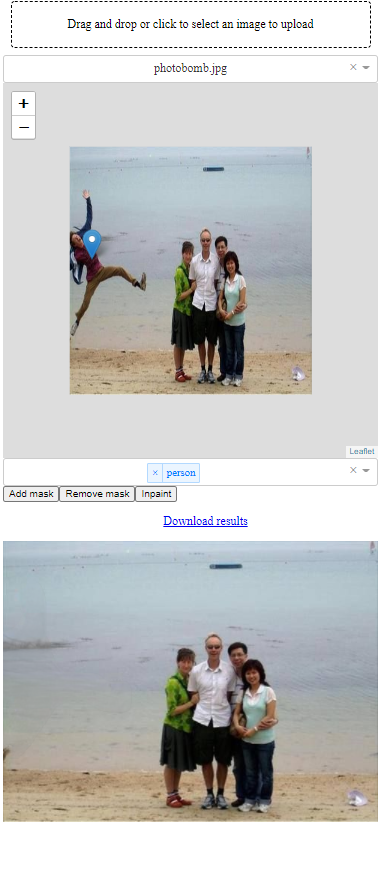 Drag and drop or click to select an image to upload
photobomb.jpg ×
+
−
Leaflet
× person ×
Add mask Remove mask Inpaint
Download results